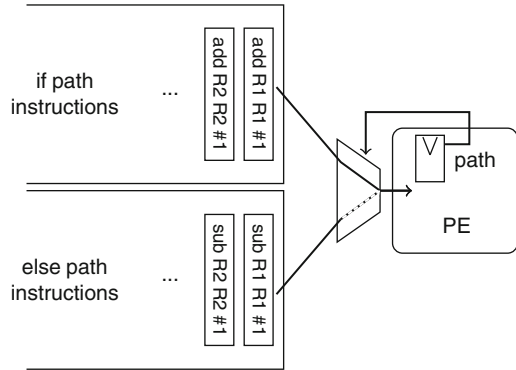 if path
instructions
...
add R2 R2 #1
add R1 R1 #1
path
PE
else path
instructions
...
sub R2 R2 #1
sub R1 R1 #1